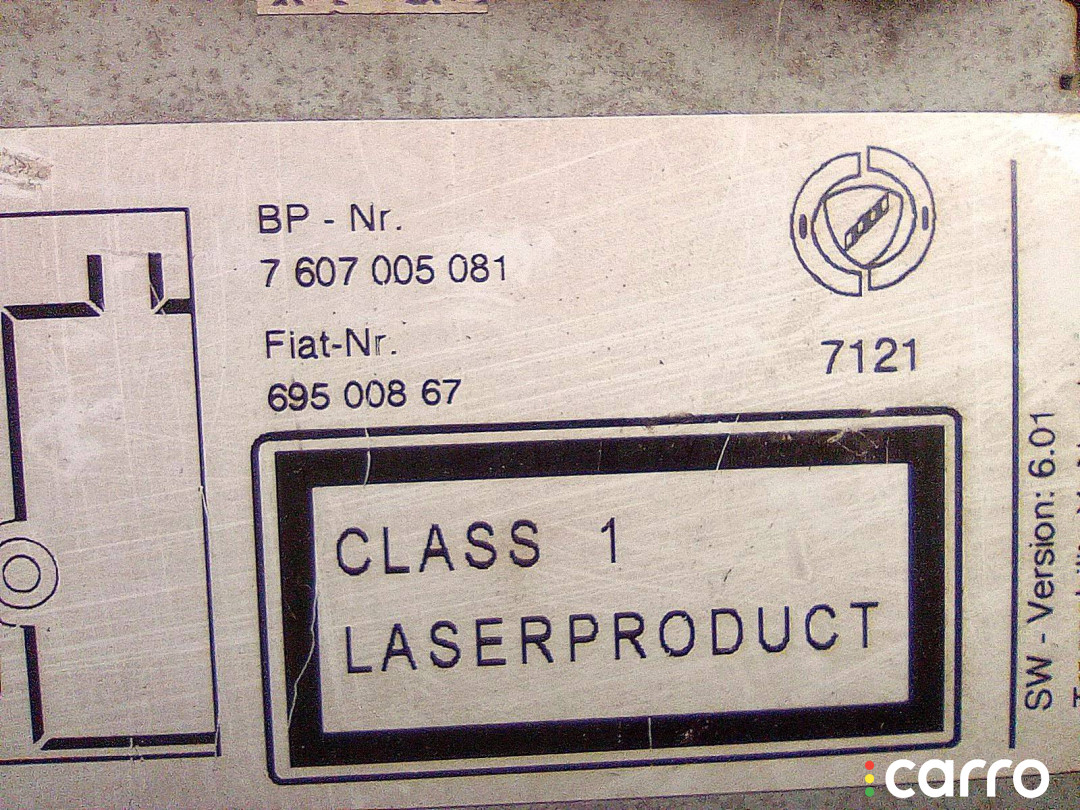 BP - Nr.
7 607 005 081
Fiat-Nr.
695 008 67
7121
CLASS 1
LASERPRODUCT
SW - Version: 6.01
carro